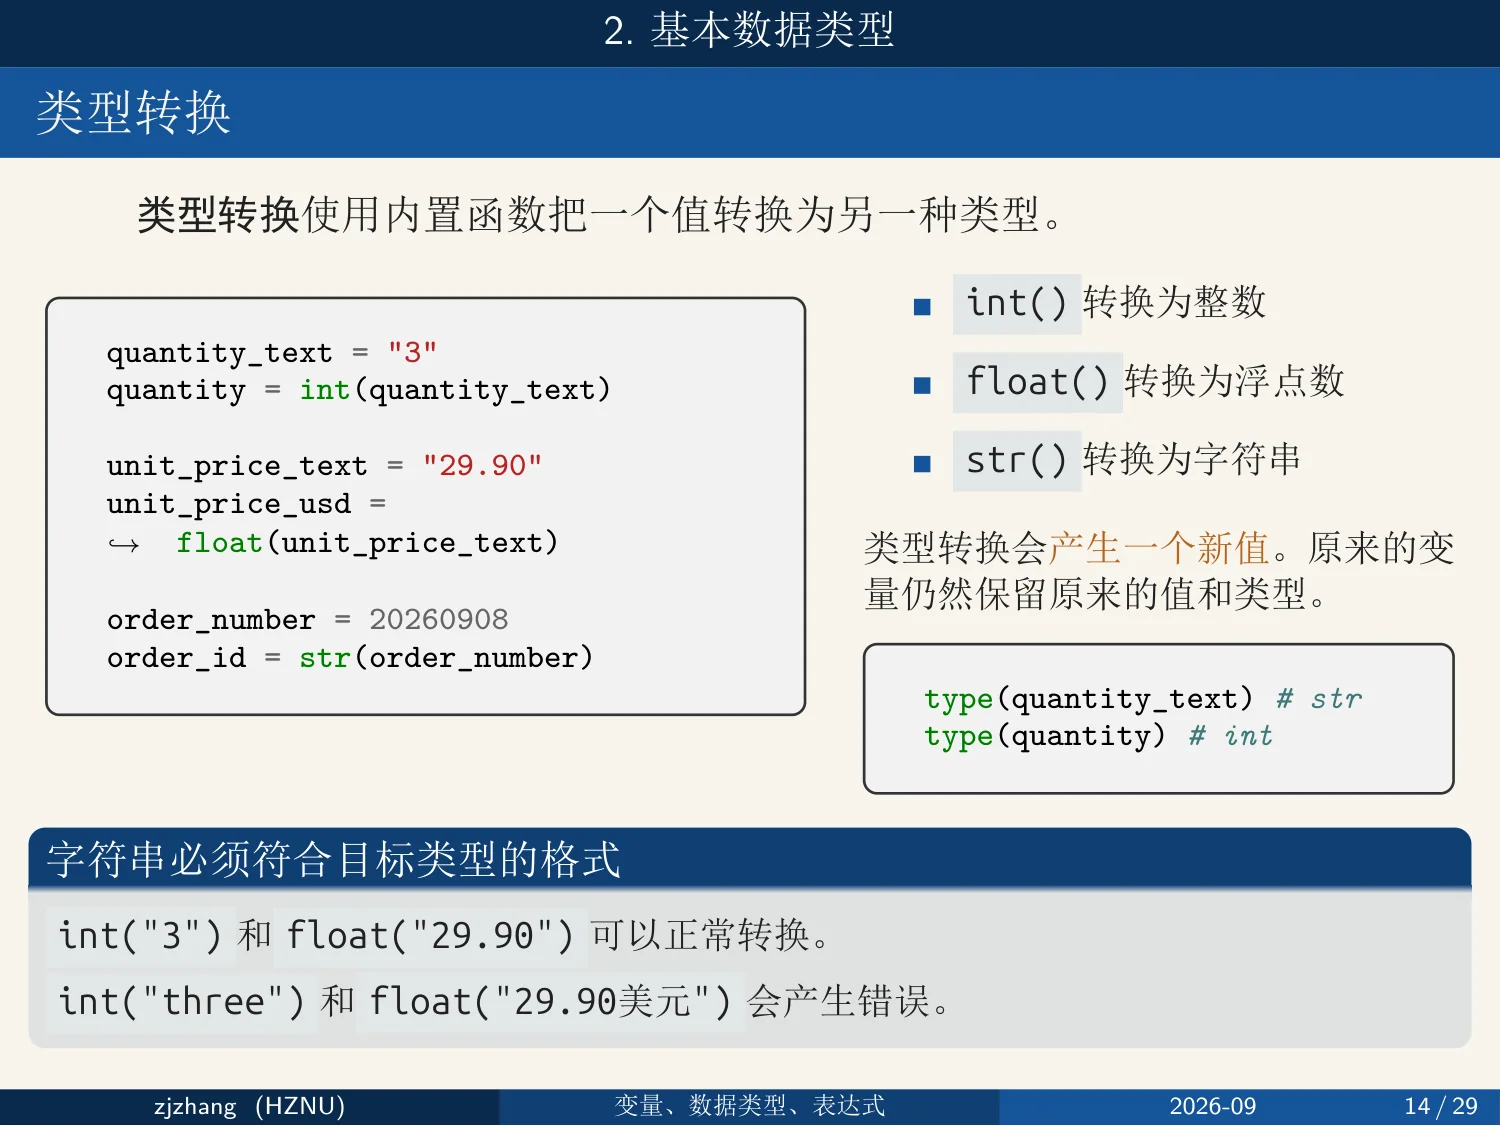 2. 基本数据类型
类型转换
类型转换使用内置函数把一个值转换为另一种类型。
quantity_text = "3"
quantity = int(quantity_text)
unit_price_text = "29.90"
unit_price_usd =
↪ float(unit_price_text)
order_number = 20260908
order_id = str(order_number)
int() 转换为整数
float() 转换为浮点数
str() 转换为字符串
类型转换会产生一个新值。原来的变
量仍然保留原来的值和类型。
type(quantity_text) # str
type(quantity) # int
字符串必须符合目标类型的格式
int("3") 和 float("29.90") 可以正常转换。
int("three") 和 float("29.90美元") 会产生错误。
zjzhang (HZNU) 变量、数据类型、表达式 2026-09 14 / 29